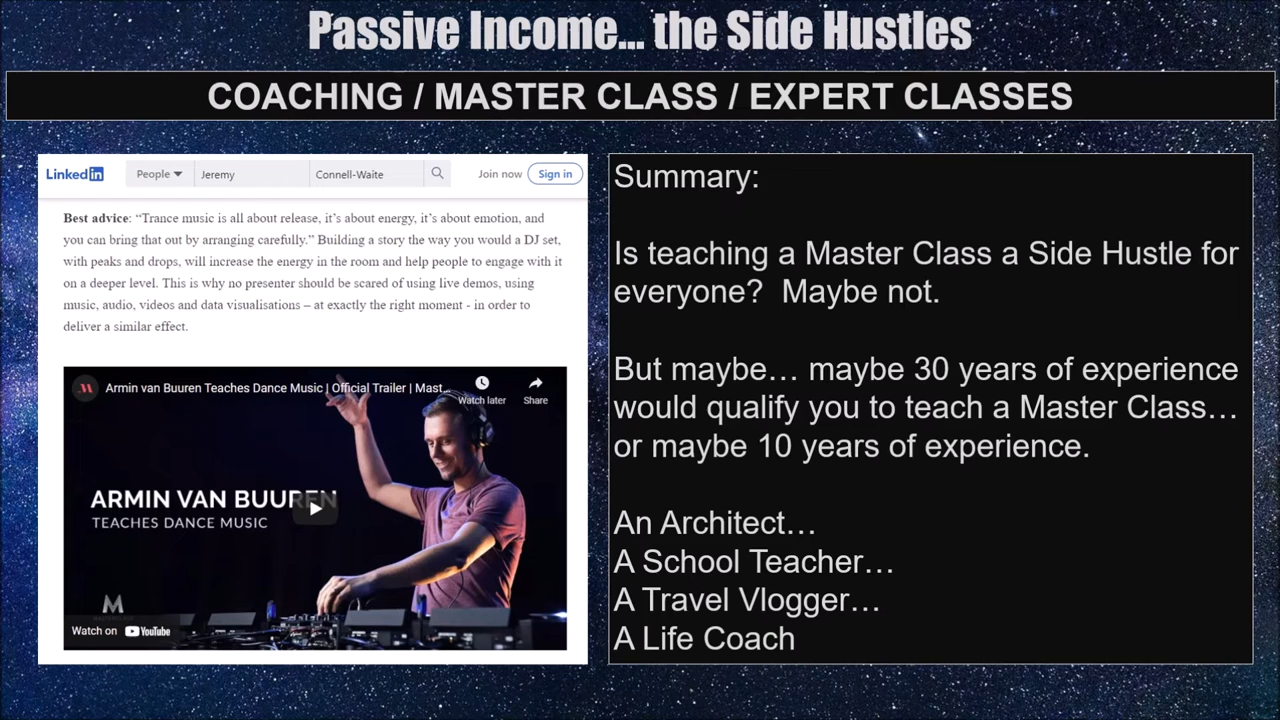 Passive Income... the Side Hustles
COACHING / MASTER CLASS / EXPERT CLASSES
LinkedIn
People
Jeremy
Connell-Waite
Join now
Sign in
Best advice: “Trance music is all about release, it’s about energy, it’s about emotion, and
you can bring that out by arranging carefully.” Building a story the way you would a DJ set,
with peaks and drops, will increase the energy in the room and help people to engage with it
on a deeper level. This is why no presenter should be scared of using live demos, using
music, audio, videos and data visualisations – at exactly the right moment - in order to
deliver a similar effect.
Armin van Buuren Teaches Dance Music | Official Trailer | Mast...
Watch later
Share
ARMIN VAN BUUREN
TEACHES DANCE MUSIC
Watch on YouTube
Summary:
Is teaching a Master Class a Side Hustle for
everyone? Maybe not.
But maybe... maybe 30 years of experience
would qualify you to teach a Master Class...
or maybe 10 years of experience.
An Architect...
A School Teacher...
A Travel Vlogger...
A Life Coach